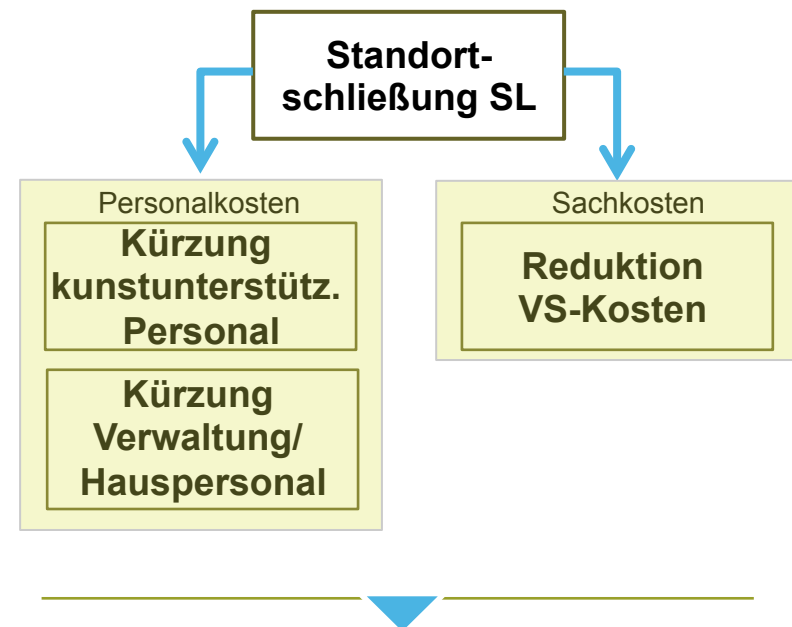 Standort-
schließung SL
Personalkosten
Kürzung
kunstunterstütz.
Personal
Kürzung
Verwaltung/
Hauspersonal
Sachkosten
Reduktion
VS-Kosten